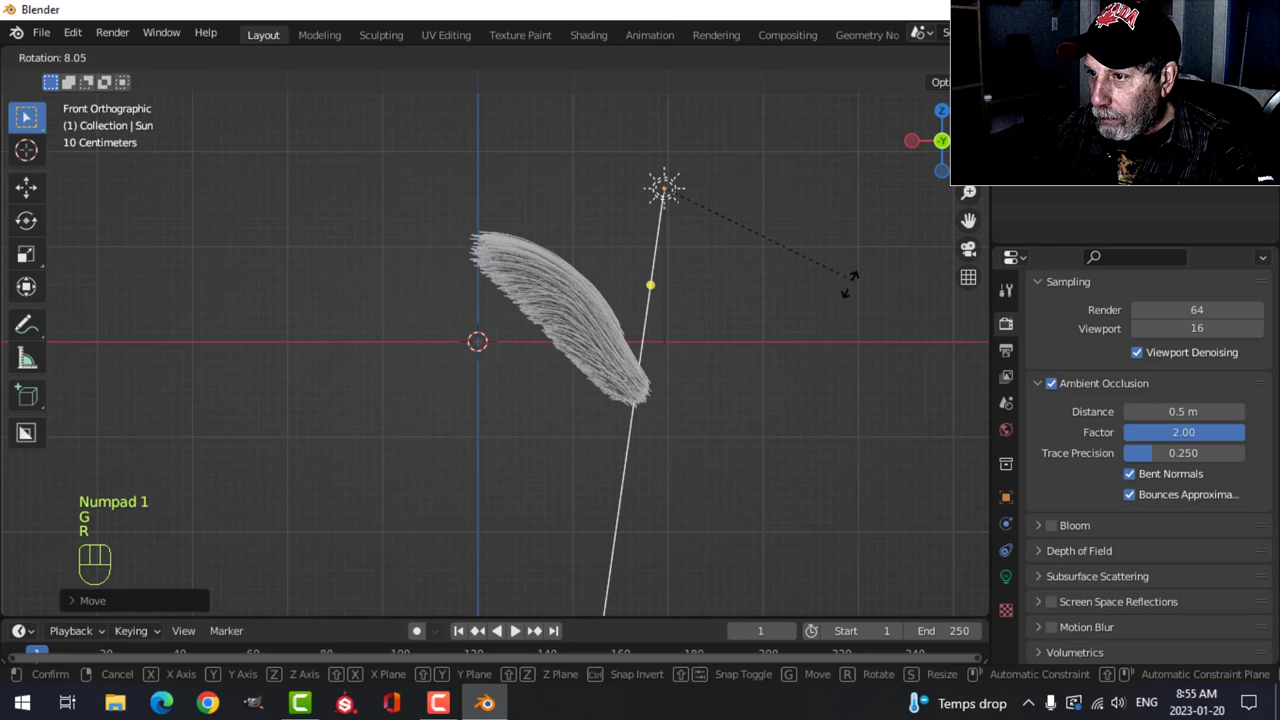 Blender
File Edit Render Window Help Layout Modeling Sculpting UV Editing Texture Paint Shading Animation Rendering Compositing Geometry No
Rotation: 8.05
Opti
Front Orthographic
(1) Collection | Sun
10 Centimeters
Z
Y
Sampling
Render 64
Viewport 16
Viewport Denoising
Ambient Occlusion
Distance 0.5 m
Factor 2.00
Trace Precision 0.250
Bent Normals
Bounces Approxima...
Bloom
Depth of Field
Subsurface Scattering
Screen Space Reflections
Motion Blur
Volumetrics
Numpad 1
G
R
Move
Playback Keying View Marker 1 Start 1 End 250
Confirm Cancel X X Axis Y Y Axis Z Z Axis X X Plane Y Y Plane Z Z Plane Ctrl Snap Invert Snap Toggle G Move R Rotate S Resize Automatic Constraint Automatic Plane Constraint
Temps drop ENG 8:55 AM
2023-01-20